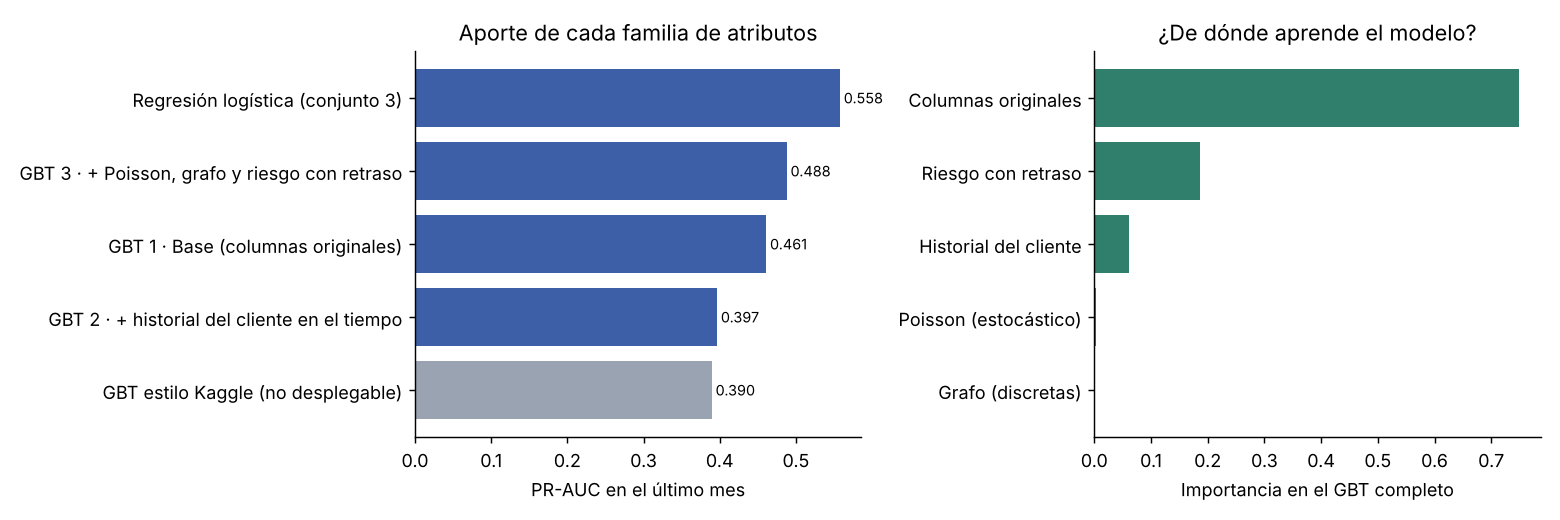 Aporte de cada familia de atributos
Regresión logística (conjunto 3)
0.558
GBT 3 · + Poisson, grafo y riesgo con retraso
0.488
GBT 1 · Base (columnas originales)
0.461
GBT 2 · + historial del cliente en el tiempo
0.397
GBT estilo Kaggle (no desplegable)
0.390
0.0 0.1 0.2 0.3 0.4 0.5
PR-AUC en el último mes
¿De dónde aprende el modelo?
Columnas originales
Riesgo con retraso
Historial del cliente
Poisson (estocástico)
Grafo (discretas)
0.0 0.1 0.2 0.3 0.4 0.5 0.6 0.7
Importancia en el GBT completo